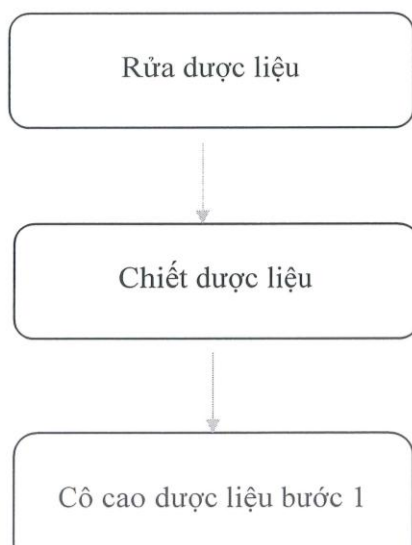 Rửa dược liệu
Chiết dược liệu
Cô cao dược liệu bước 1